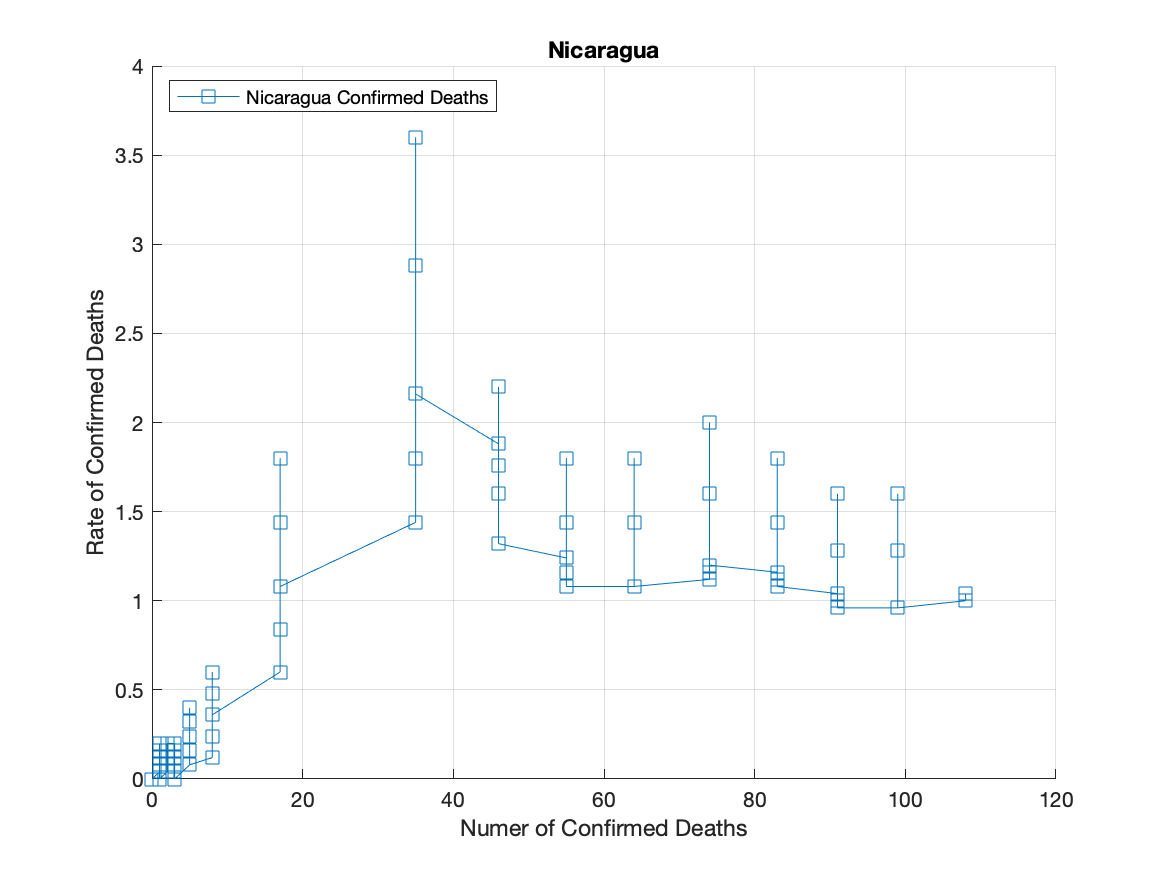 Nicaragua
Nicaragua Confirmed Deaths
4
3.5
3
2.5
2
1.5
1
0.5
0
Rate of Confirmed Deaths
0 20 40 60 80 100 120
Numer of Confirmed Deaths